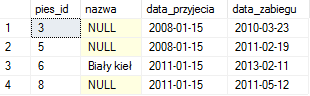 pies_id nazwa data_przyjecia data_zabiegu
1 3 NULL 2008-01-15 2010-03-23
2 5 NULL 2008-01-15 2011-02-19
3 6 Biały kieł 2011-01-15 2013-02-11
4 8 NULL 2011-01-15 2011-05-12